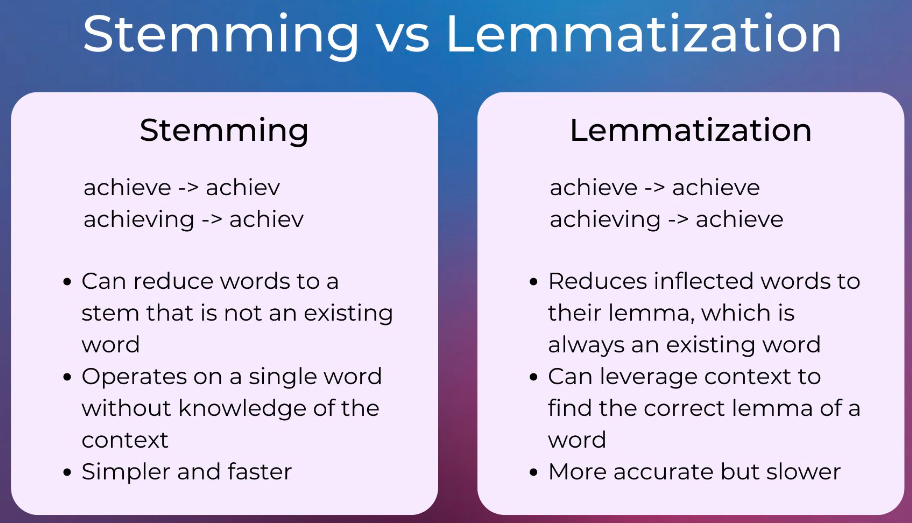 Stemming vs Lemmatization
Stemming
achieve -> achiev
achieving -> achiev
• Can reduce words to a
stem that is not an existing
word
• Operates on a single word
without knowledge of the
context
• Simpler and faster
Lemmatization
achieve -> achieve
achieving -> achieve
• Reduces inflected words to
their lemma, which is
always an existing word
• Can leverage context to
find the correct lemma of a
word
• More accurate but slower